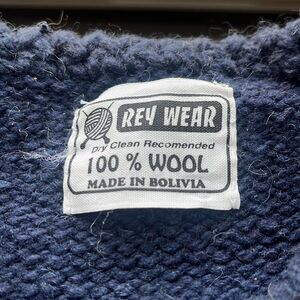 REY WEAR
Dry Clean Recomended
100 % WOOL
MADE IN BOLIVIA